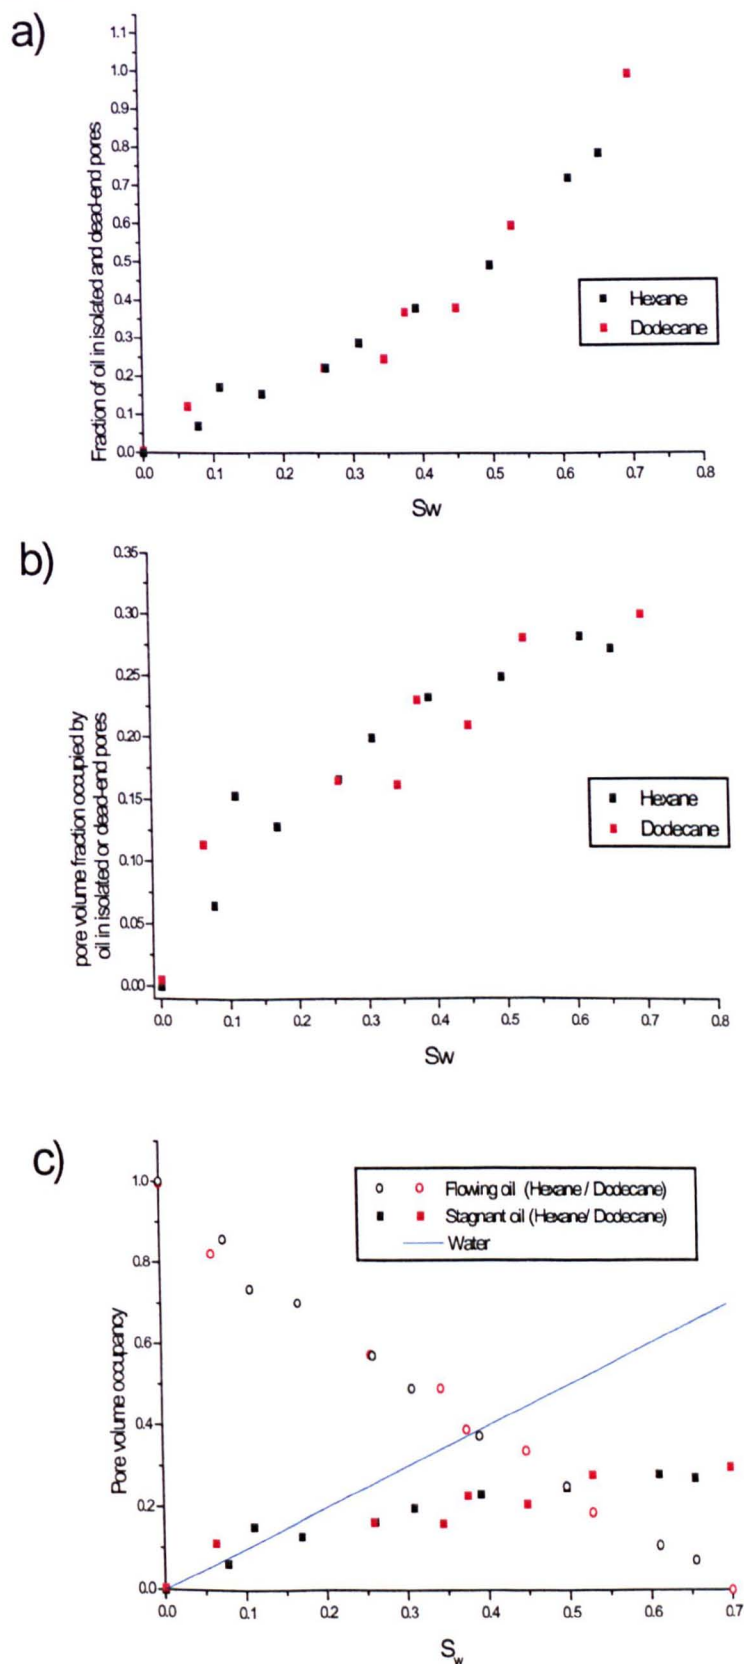 a)
Fraction of oil in isolated and dead-end pores
1.1
1.0
0.9
0.8
0.7
0.6
0.5
0.4
0.3
0.2
0.1
0.0
Hexane
Dodecane
0.0 0.1 0.2 0.3 0.4 0.5 0.6 0.7 0.8
Sw
b)
pore volume fraction occupied by
oil in isolated or dead-end pores
0.35
0.30
0.25
0.20
0.15
0.10
0.05
0.00
Hexane
Dodecane
0.0 0.1 0.2 0.3 0.4 0.5 0.6 0.7 0.8
Sw
c)
Pore volume occupancy
1.0
0.8
0.6
0.4
0.2
0.0
Flowing oil (Hexane / Dodecane)
Stagnant oil (Hexane/ Dodecane)
Water
0.0 0.1 0.2 0.3 0.4 0.5 0.6 0.7
Sw